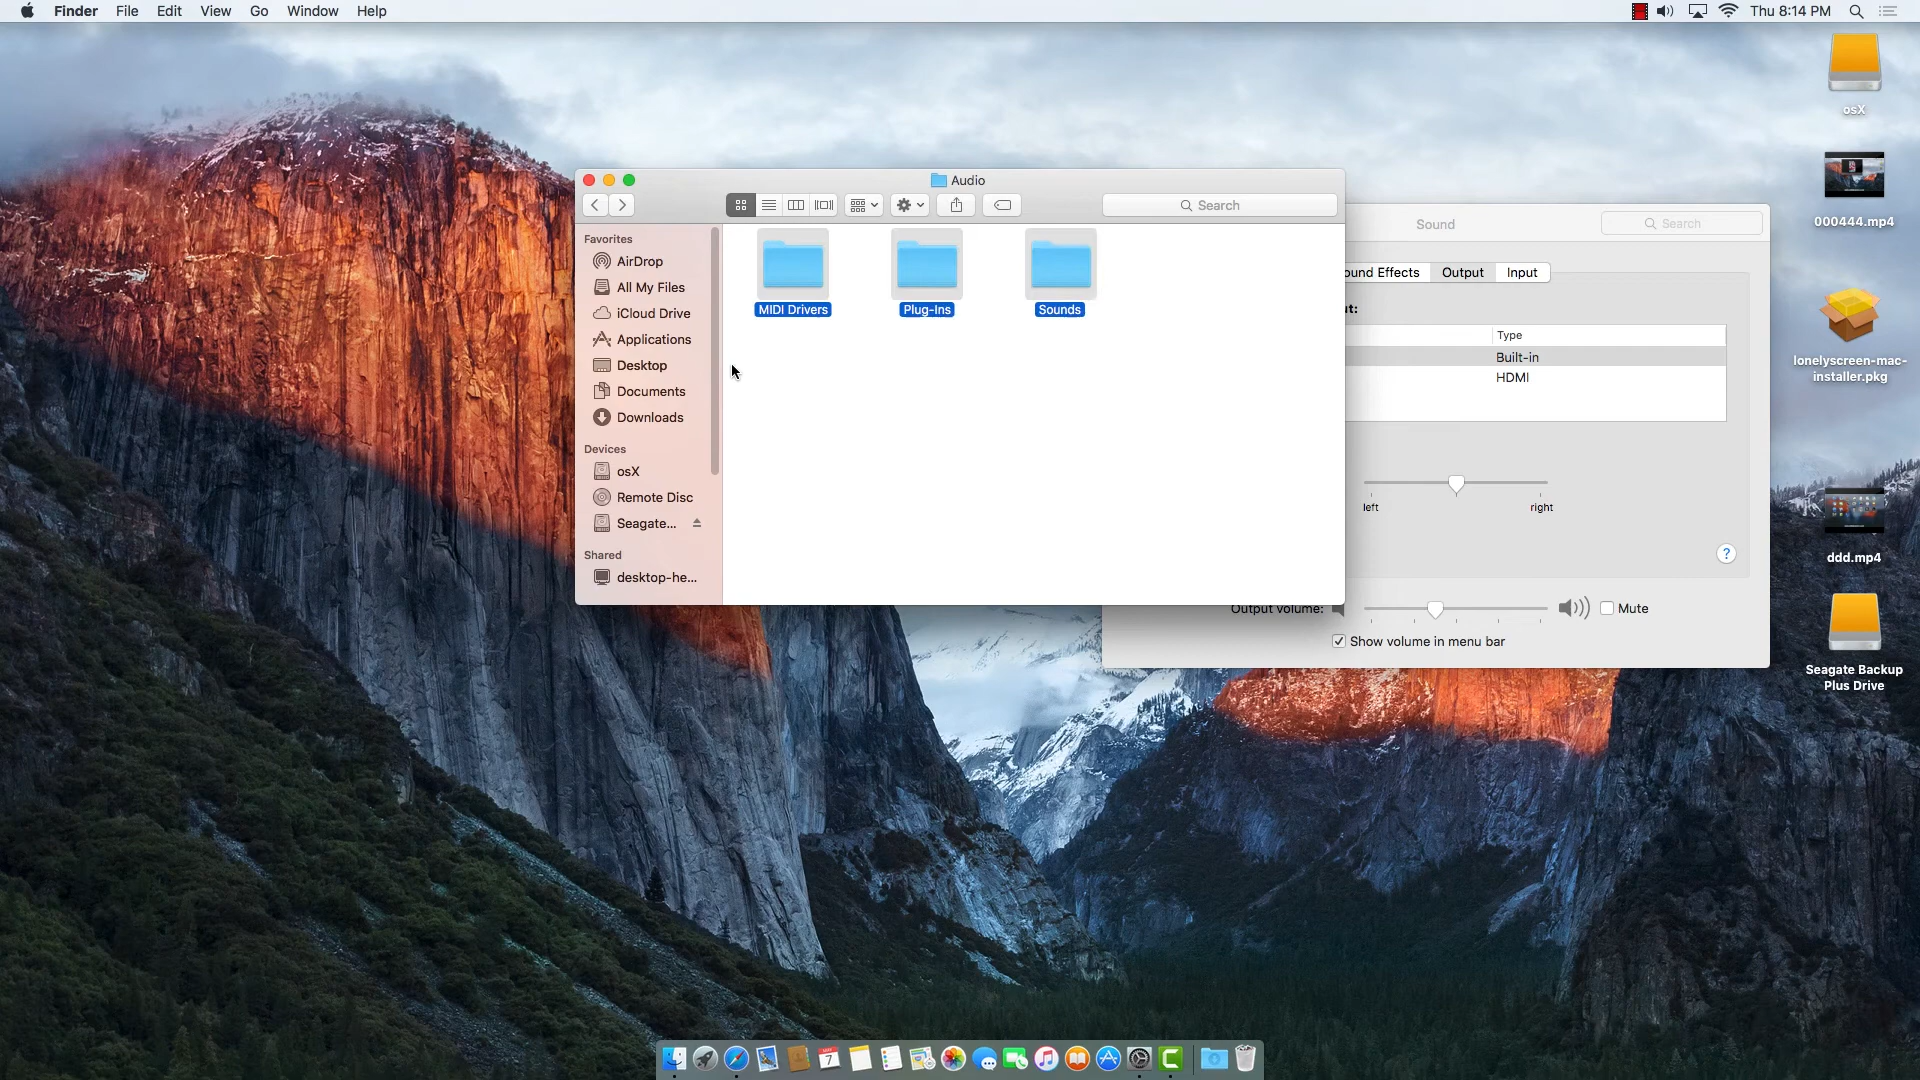 Finder File Edit View Go Window Help
Thu 8:14 PM
osX
000444.mp4
lonelyscreen-mac-
installer.pkg
ddd.mp4
Seagate Backup
Plus Drive
Audio
Search
Favorites
AirDrop
All My Files
iCloud Drive
Applications
Desktop
Documents
Downloads
Devices
osX
Remote Disc
Seagate...
Shared
desktop-he...
MIDI Drivers
Plug-Ins
Sounds
Sound
Search
ound Effects
Output
Input
ut:
Type
Built-in
HDMI
left
right
?
Output volume:
Mute
Show volume in menu bar
7